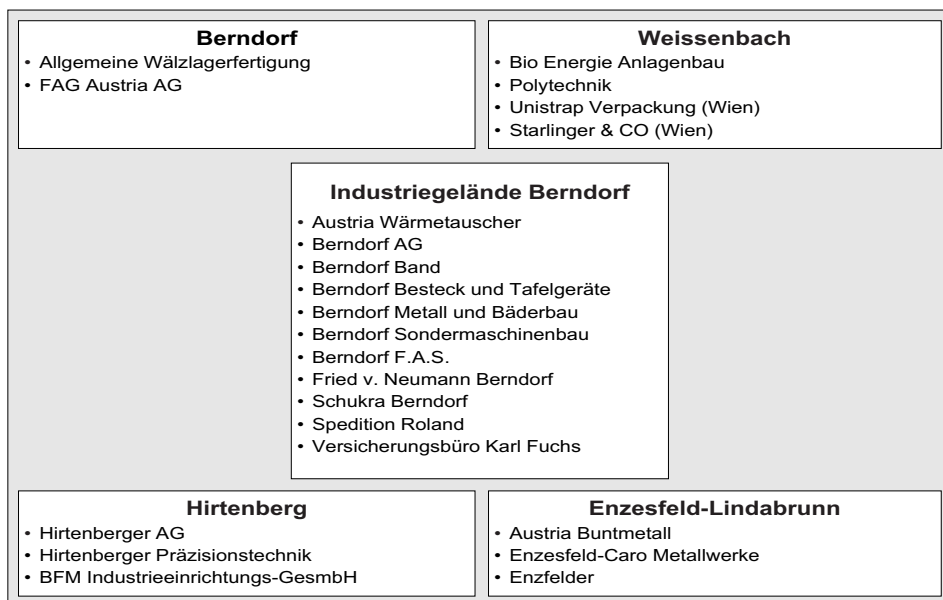 Berndorf
• Allgemeine Wälzlagerfertigung
• FAG Austria AG
Weissenbach
• Bio Energie Anlagenbau
• Polytechnik
• Unistrap Verpackung (Wien)
• Starlinger & CO (Wien)
Industriegelände Berndorf
• Austria Wärmetauscher
• Berndorf AG
• Berndorf Band
• Berndorf Besteck und Tafelgeräte
• Berndorf Metall und Bäderbau
• Berndorf Sondermaschinenbau
• Berndorf F.A.S.
• Fried v. Neumann Berndorf
• Schukra Berndorf
• Spedition Roland
• Versicherungsbüro Karl Fuchs
Hirtenberg
• Hirtenberger AG
• Hirtenberger Präzisionstechnik
• BFM Industrieeinrichtungs-GesmbH
Enzesfeld-Lindabrunn
• Austria Buntmetall
• Enzesfeld-Caro Metallwerke
• Enzfelder